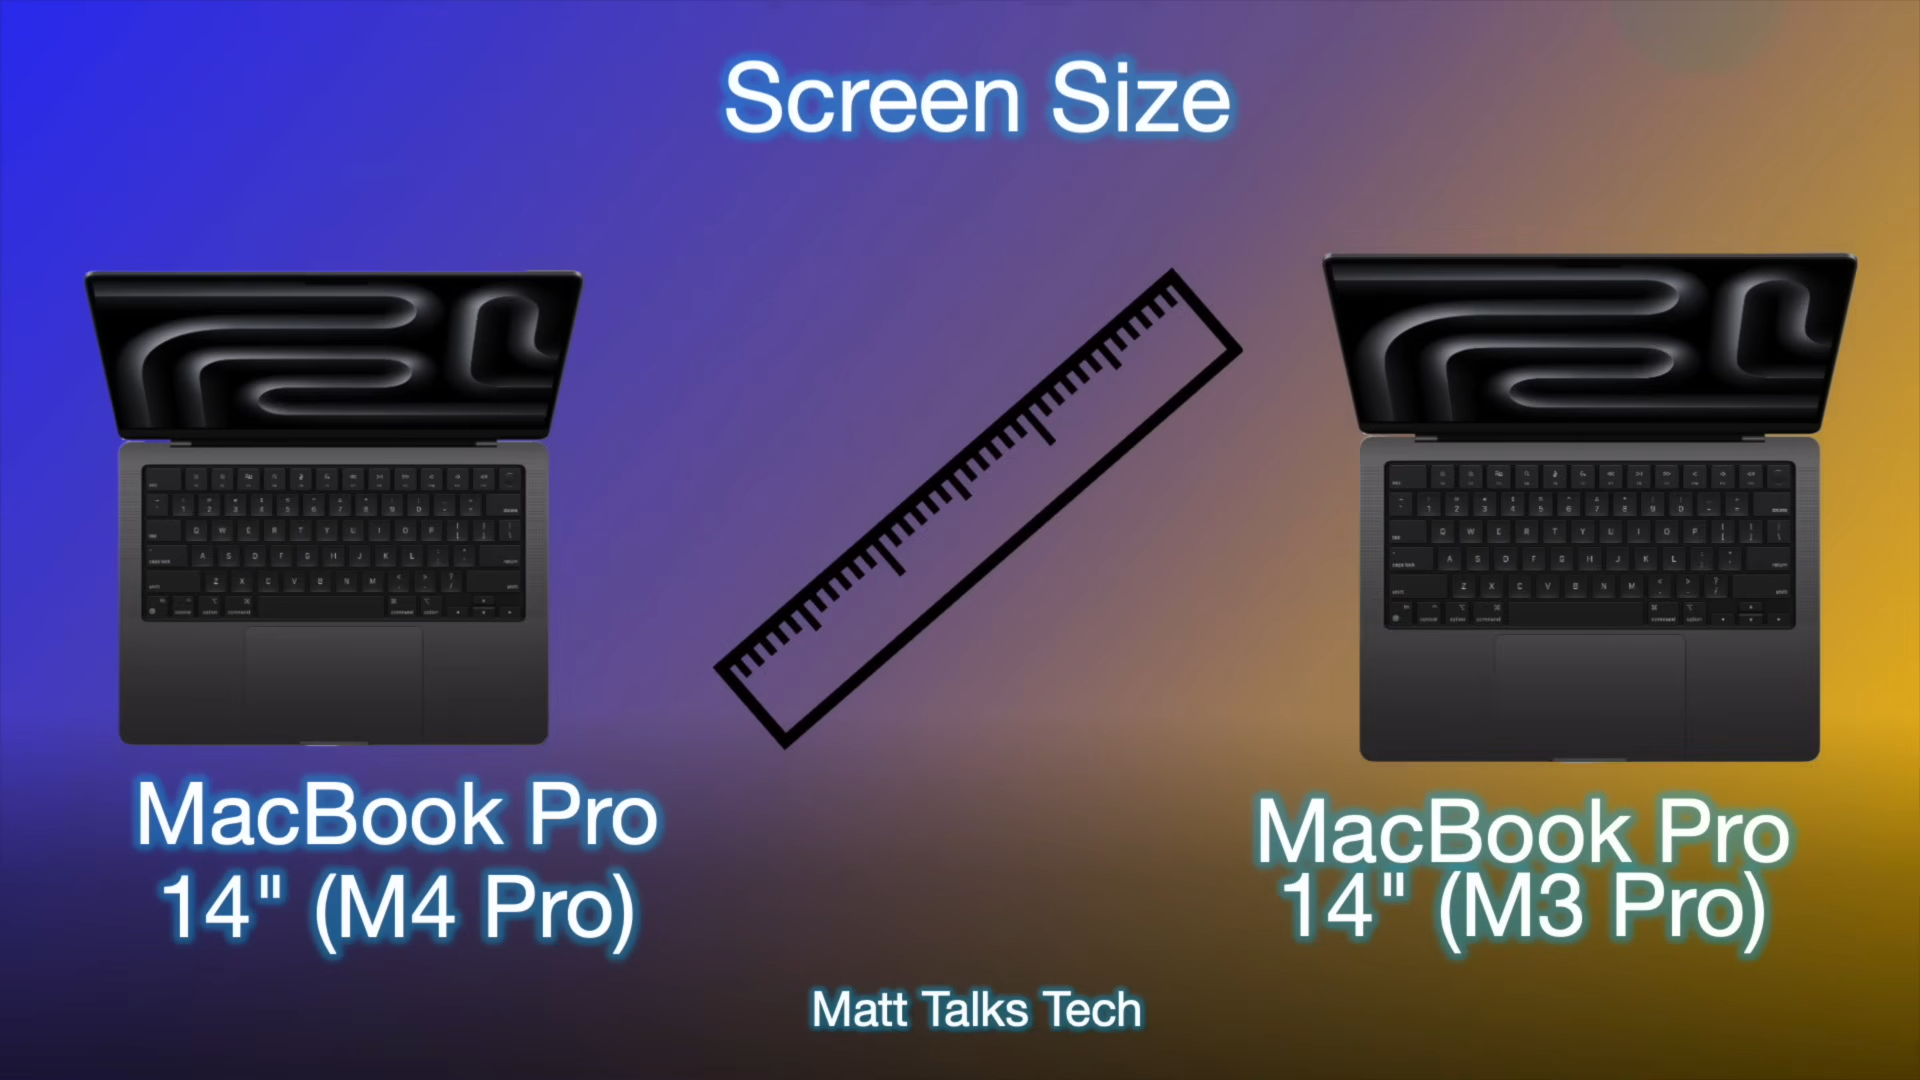 Screen Size
MacBook Pro
14" (M4 Pro)
MacBook Pro
14" (M3 Pro)
Matt Talks Tech